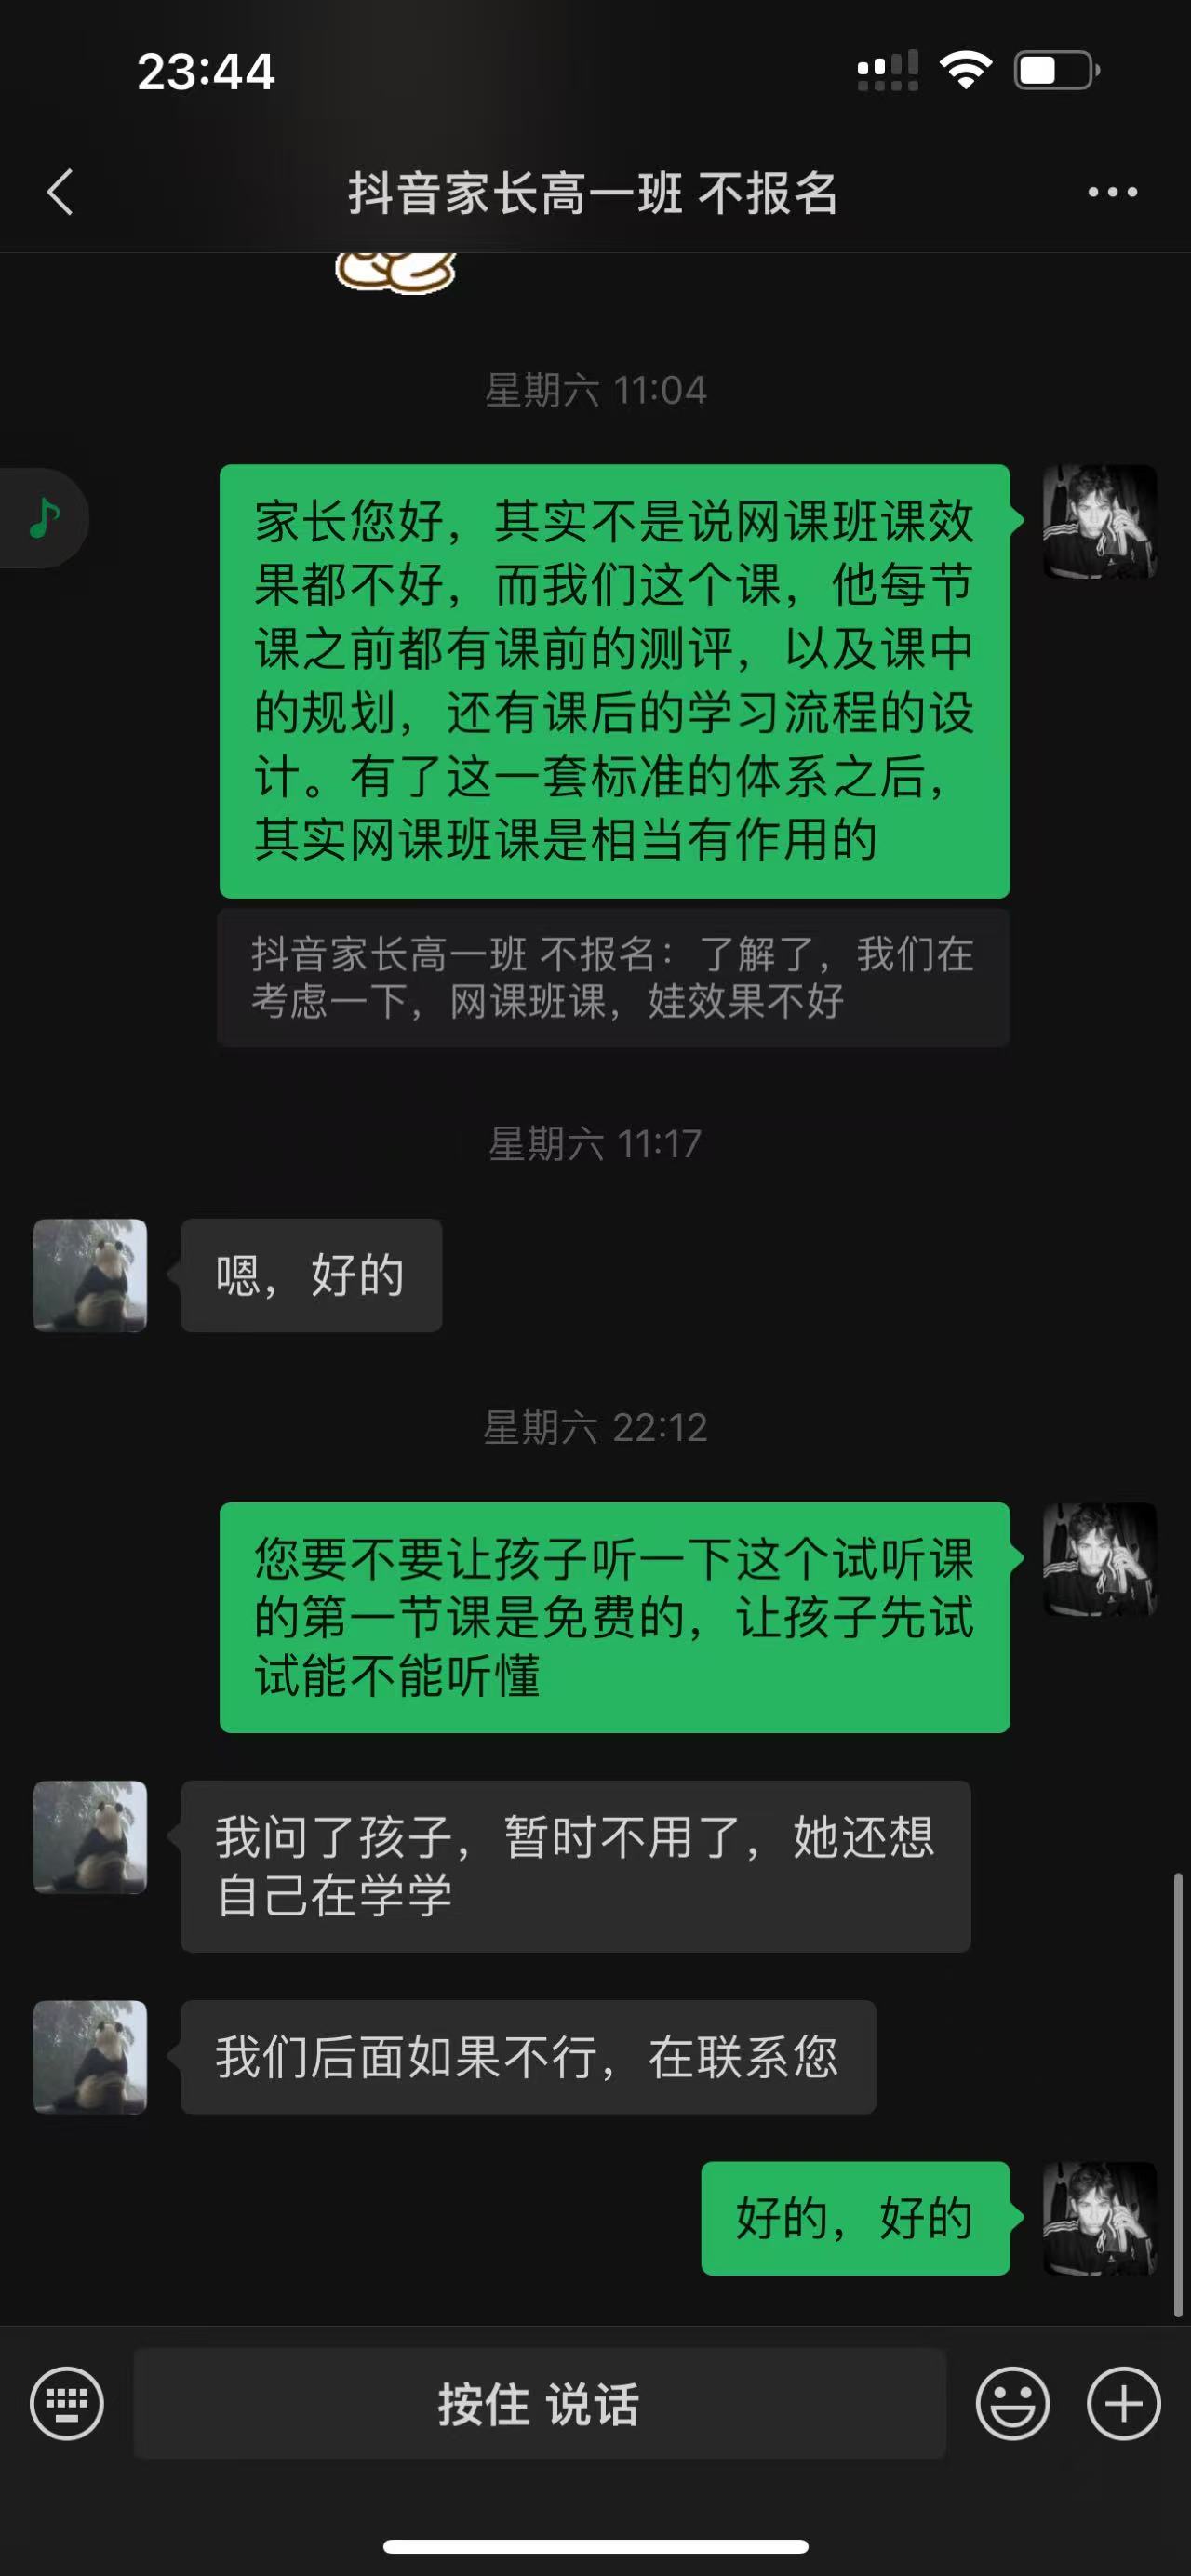 23:44
抖音家长高一班 不报名
星期六 11:04
家长您好，其实不是说网课班课效
果都不好，而我们这个课，他每节
课之前都有课前的测评，以及课中
的规划，还有课后的学习流程的设
计。有了这一套标准的体系之后，
其实网课班课是相当有作用的
抖音家长高一班 不报名：了解了，我们在
考虑一下，网课班课，娃效果不好
星期六 11:17
嗯，好的
星期六 22:12
您要不要让孩子听一下这个试听课
的第一节课是免费的，让孩子先试
试能不能听懂
我问了孩子，暂时不用了，她还想
自己在学学
我们后面如果不行，在联系您
好的，好的
按住 说话